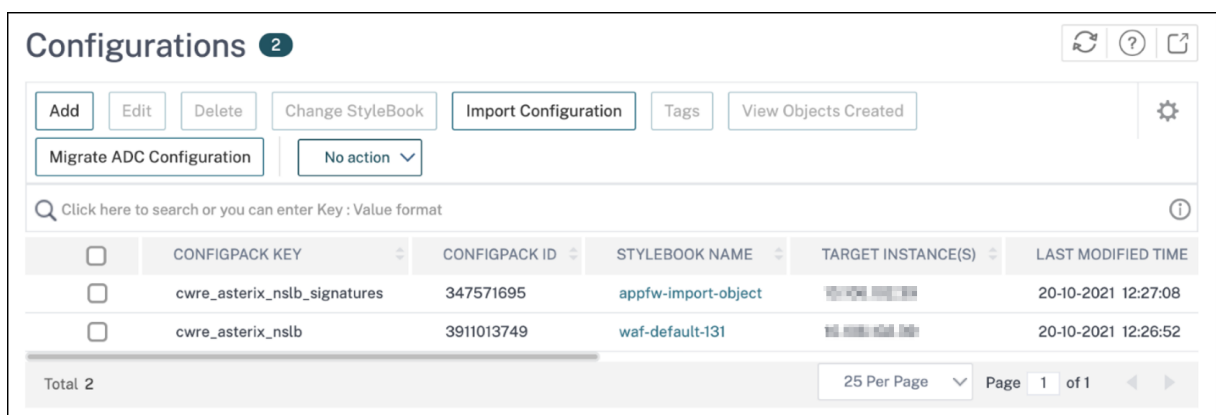 Configurations 2
Add Edit Delete Change StyleBook Import Configuration Tags View Objects Created
Migrate ADC Configuration No action
Click here to search or you can enter Key : Value format
CONFIGPACK KEY CONFIGPACK ID STYLEBOOK NAME TARGET INSTANCE(S) LAST MODIFIED TIME
cwre_asterix_nslb_signatures 347571695 appfw-import-object 20-10-2021 12:27:08
cwre_asterix_nslb 3911013749 waf-default-131 20-10-2021 12:26:52
Total 2 25 Per Page Page 1 of 1